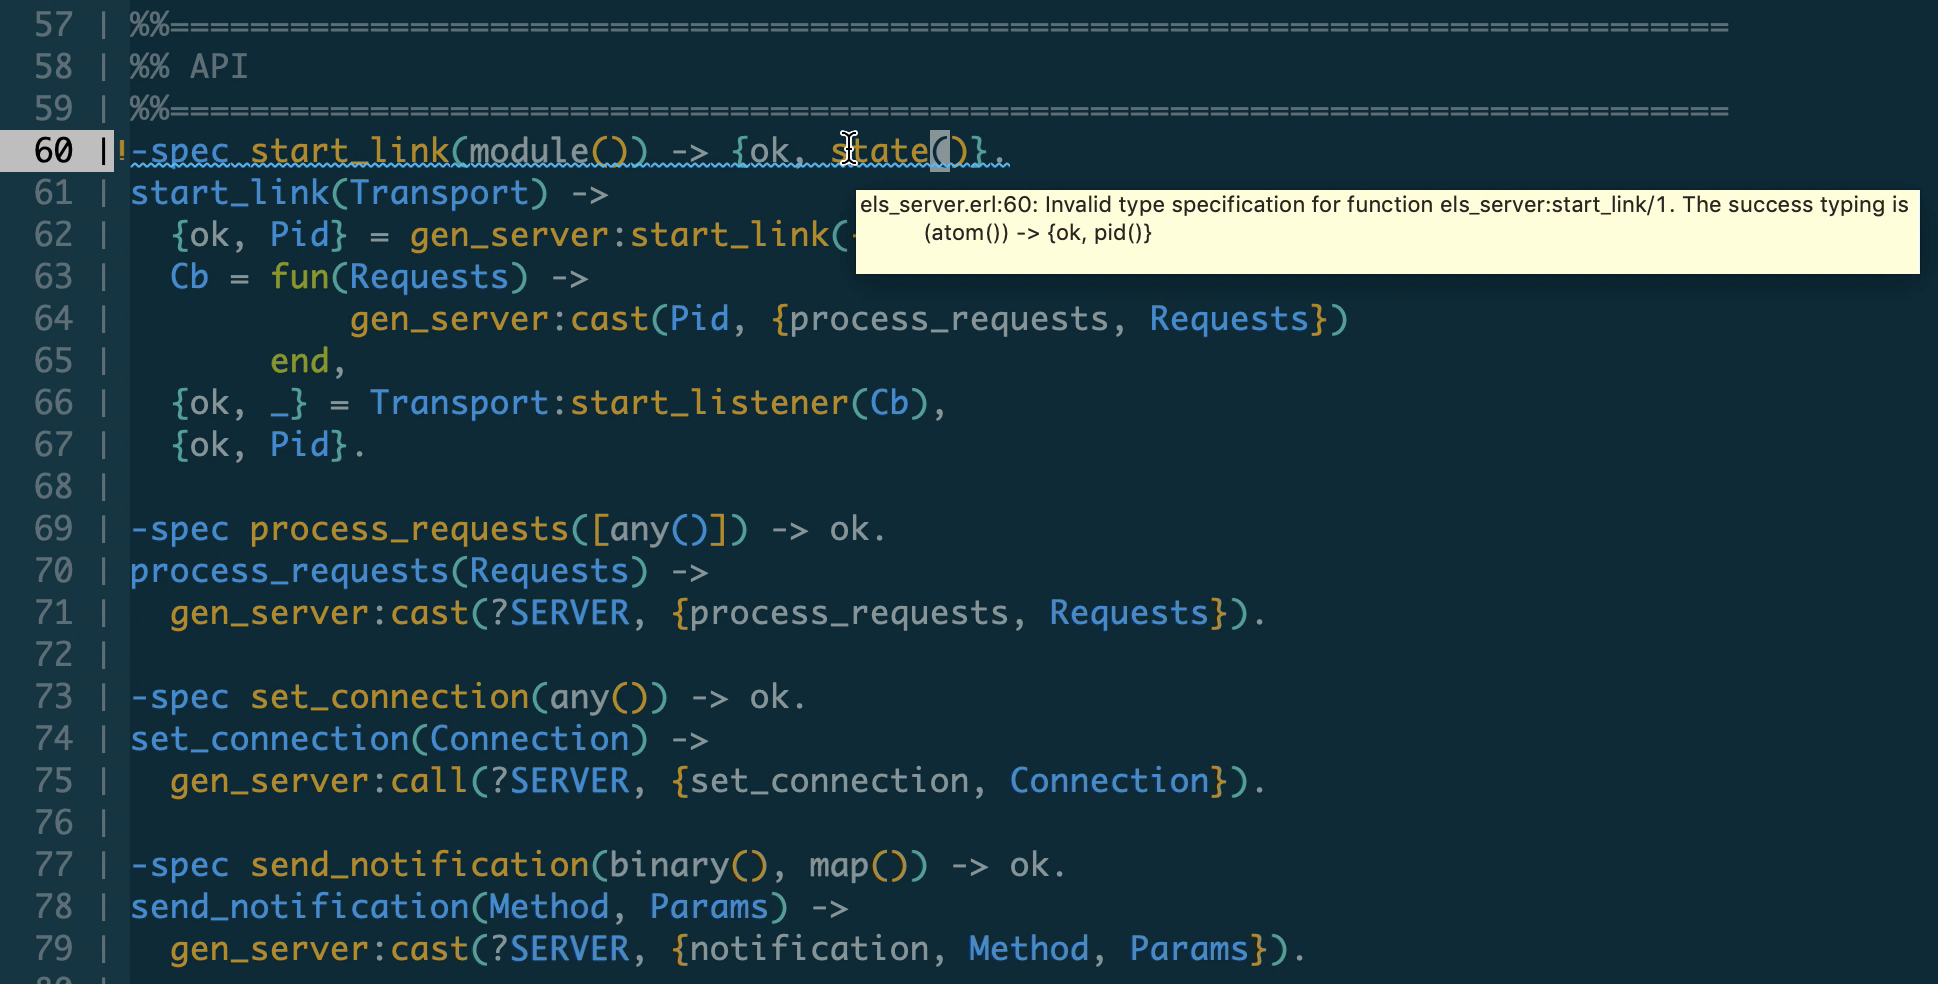 57 | %%==============================================================================
58 | %% API
59 | %%==============================================================================
60 |!-spec start_link(module()) -> {ok, state()}.
61 | start_link(Transport) ->
els_server.erl:60: Invalid type specification for function els_server:start_link/1. The success typing is
(atom()) -> {ok, pid()}
62 |   {ok, Pid} = gen_server:start_link(
63 |   Cb = fun(Requests) ->
64 |            gen_server:cast(Pid, {process_requests, Requests})
65 |        end,
66 |   {ok, _} = Transport:start_listener(Cb),
67 |   {ok, Pid}.
68 |
69 | -spec process_requests([any()]) -> ok.
70 | process_requests(Requests) ->
71 |   gen_server:cast(?SERVER, {process_requests, Requests}).
72 |
73 | -spec set_connection(any()) -> ok.
74 | set_connection(Connection) ->
75 |   gen_server:call(?SERVER, {set_connection, Connection}).
76 |
77 | -spec send_notification(binary(), map()) -> ok.
78 | send_notification(Method, Params) ->
79 |   gen_server:cast(?SERVER, {notification, Method, Params}).